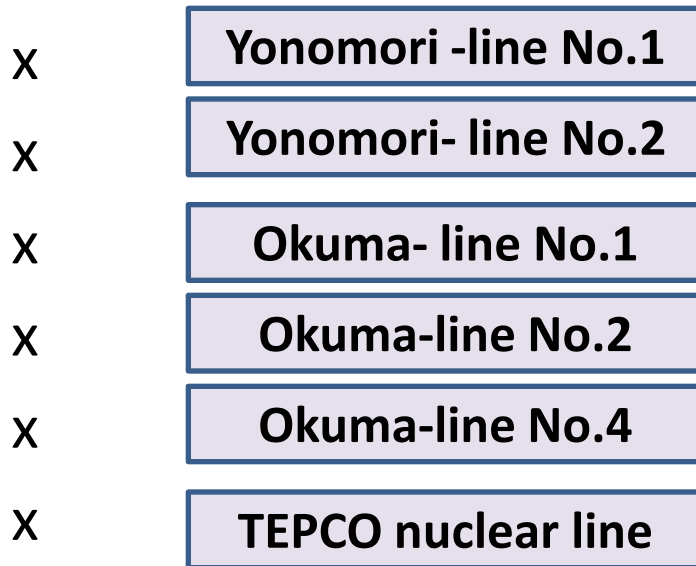 x Yonomori -line No.1
x Yonomori- line No.2
x Okuma- line No.1
x Okuma-line No.2
x Okuma-line No.4
x TEPCO nuclear line